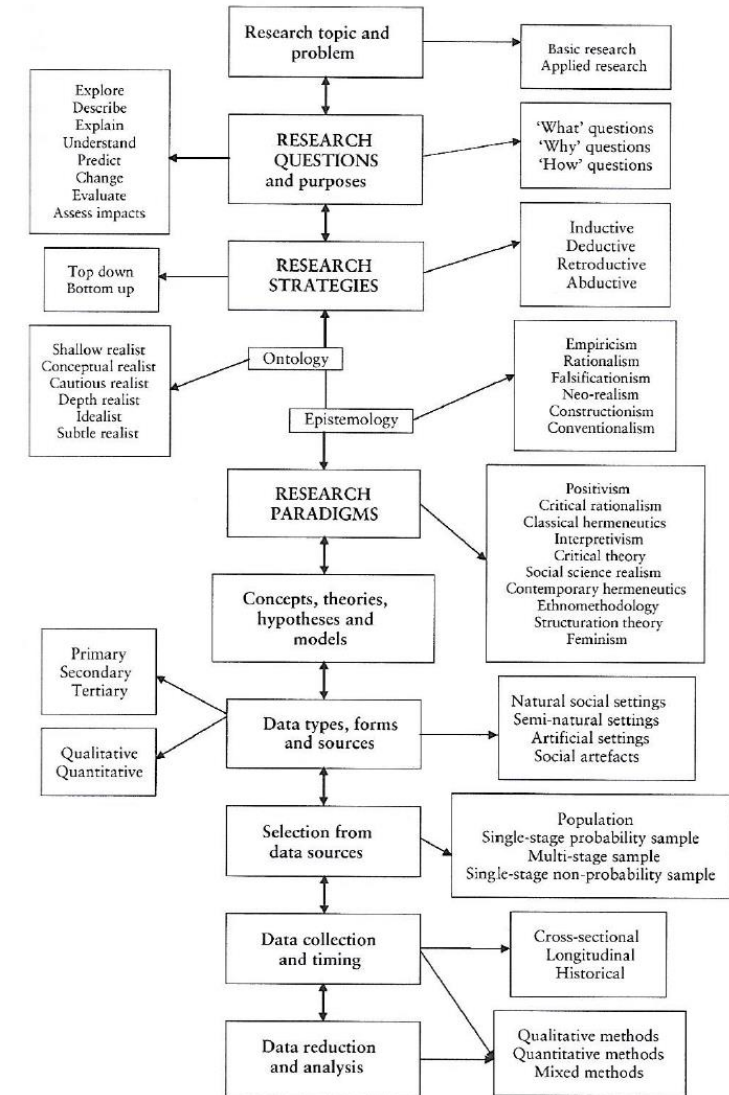 Research topic and
problem
Basic research
Applied research
Explore
Describe
Explain
Understand
Predict
Change
Evaluate
Assess impacts
RESEARCH
QUESTIONS
and purposes
‘What’ questions
‘Why’ questions
‘How’ questions
Top down
Bottom up
RESEARCH
STRATEGIES
Inductive
Deductive
Retroductive
Abductive
Shallow realist
Conceptual realist
Cautious realist
Depth realist
Idealist
Subtle realist
Ontology
Epistemology
Empiricism
Rationalism
Falsificationism
Neo-realism
Constructionism
Conventionalism
RESEARCH
PARADIGMS
Positivism
Critical rationalism
Classical hermeneutics
Interpretivism
Critical theory
Social science realism
Contemporary hermeneutics
Ethnomethodology
Structuration theory
Feminism
Concepts, theories,
hypotheses and
models
Primary
Secondary
Tertiary
Qualitative
Quantitative
Data types, forms
and sources
Natural social settings
Semi-natural settings
Artificial settings
Social artefacts
Selection from
data sources
Population
Single-stage probability sample
Multi-stage sample
Single-stage non-probability sample
Data collection
and timing
Cross-sectional
Longitudinal
Historical
Data reduction
and analysis
Qualitative methods
Quantitative methods
Mixed methods